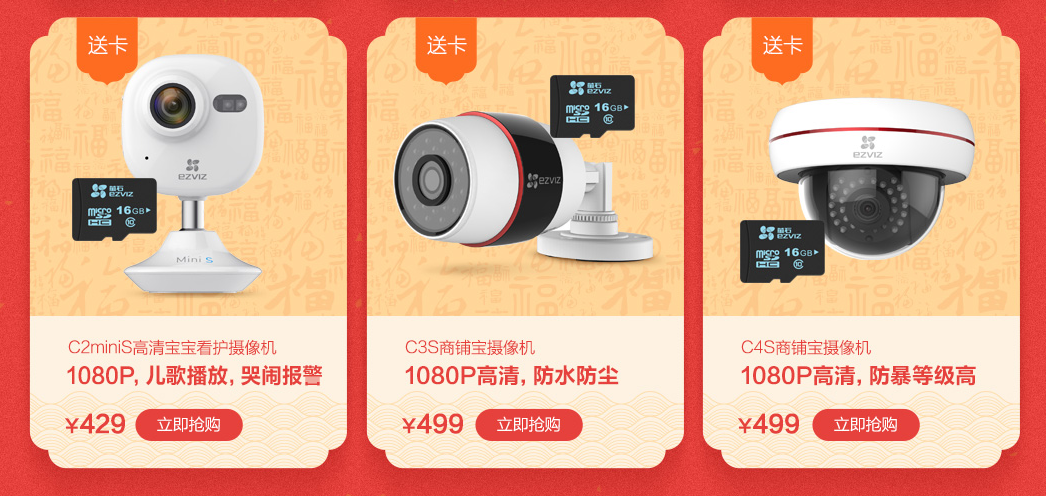 送卡
ezviz
萤石
ezviz
micro SD HC 16GB
10
Mini S
C2miniS高清宝宝看护摄像机
1080P, 儿歌播放, 哭闹报警
¥429 立即抢购
送卡
萤石
ezviz
micro SD HC 16GB
10
ezviz
C3S商铺宝摄像机
1080P高清, 防水防尘
¥499 立即抢购
送卡
ezviz
萤石
ezviz
micro SD HC 16GB
10
C4S商铺宝摄像机
1080P高清, 防暴等级高
¥499 立即抢购